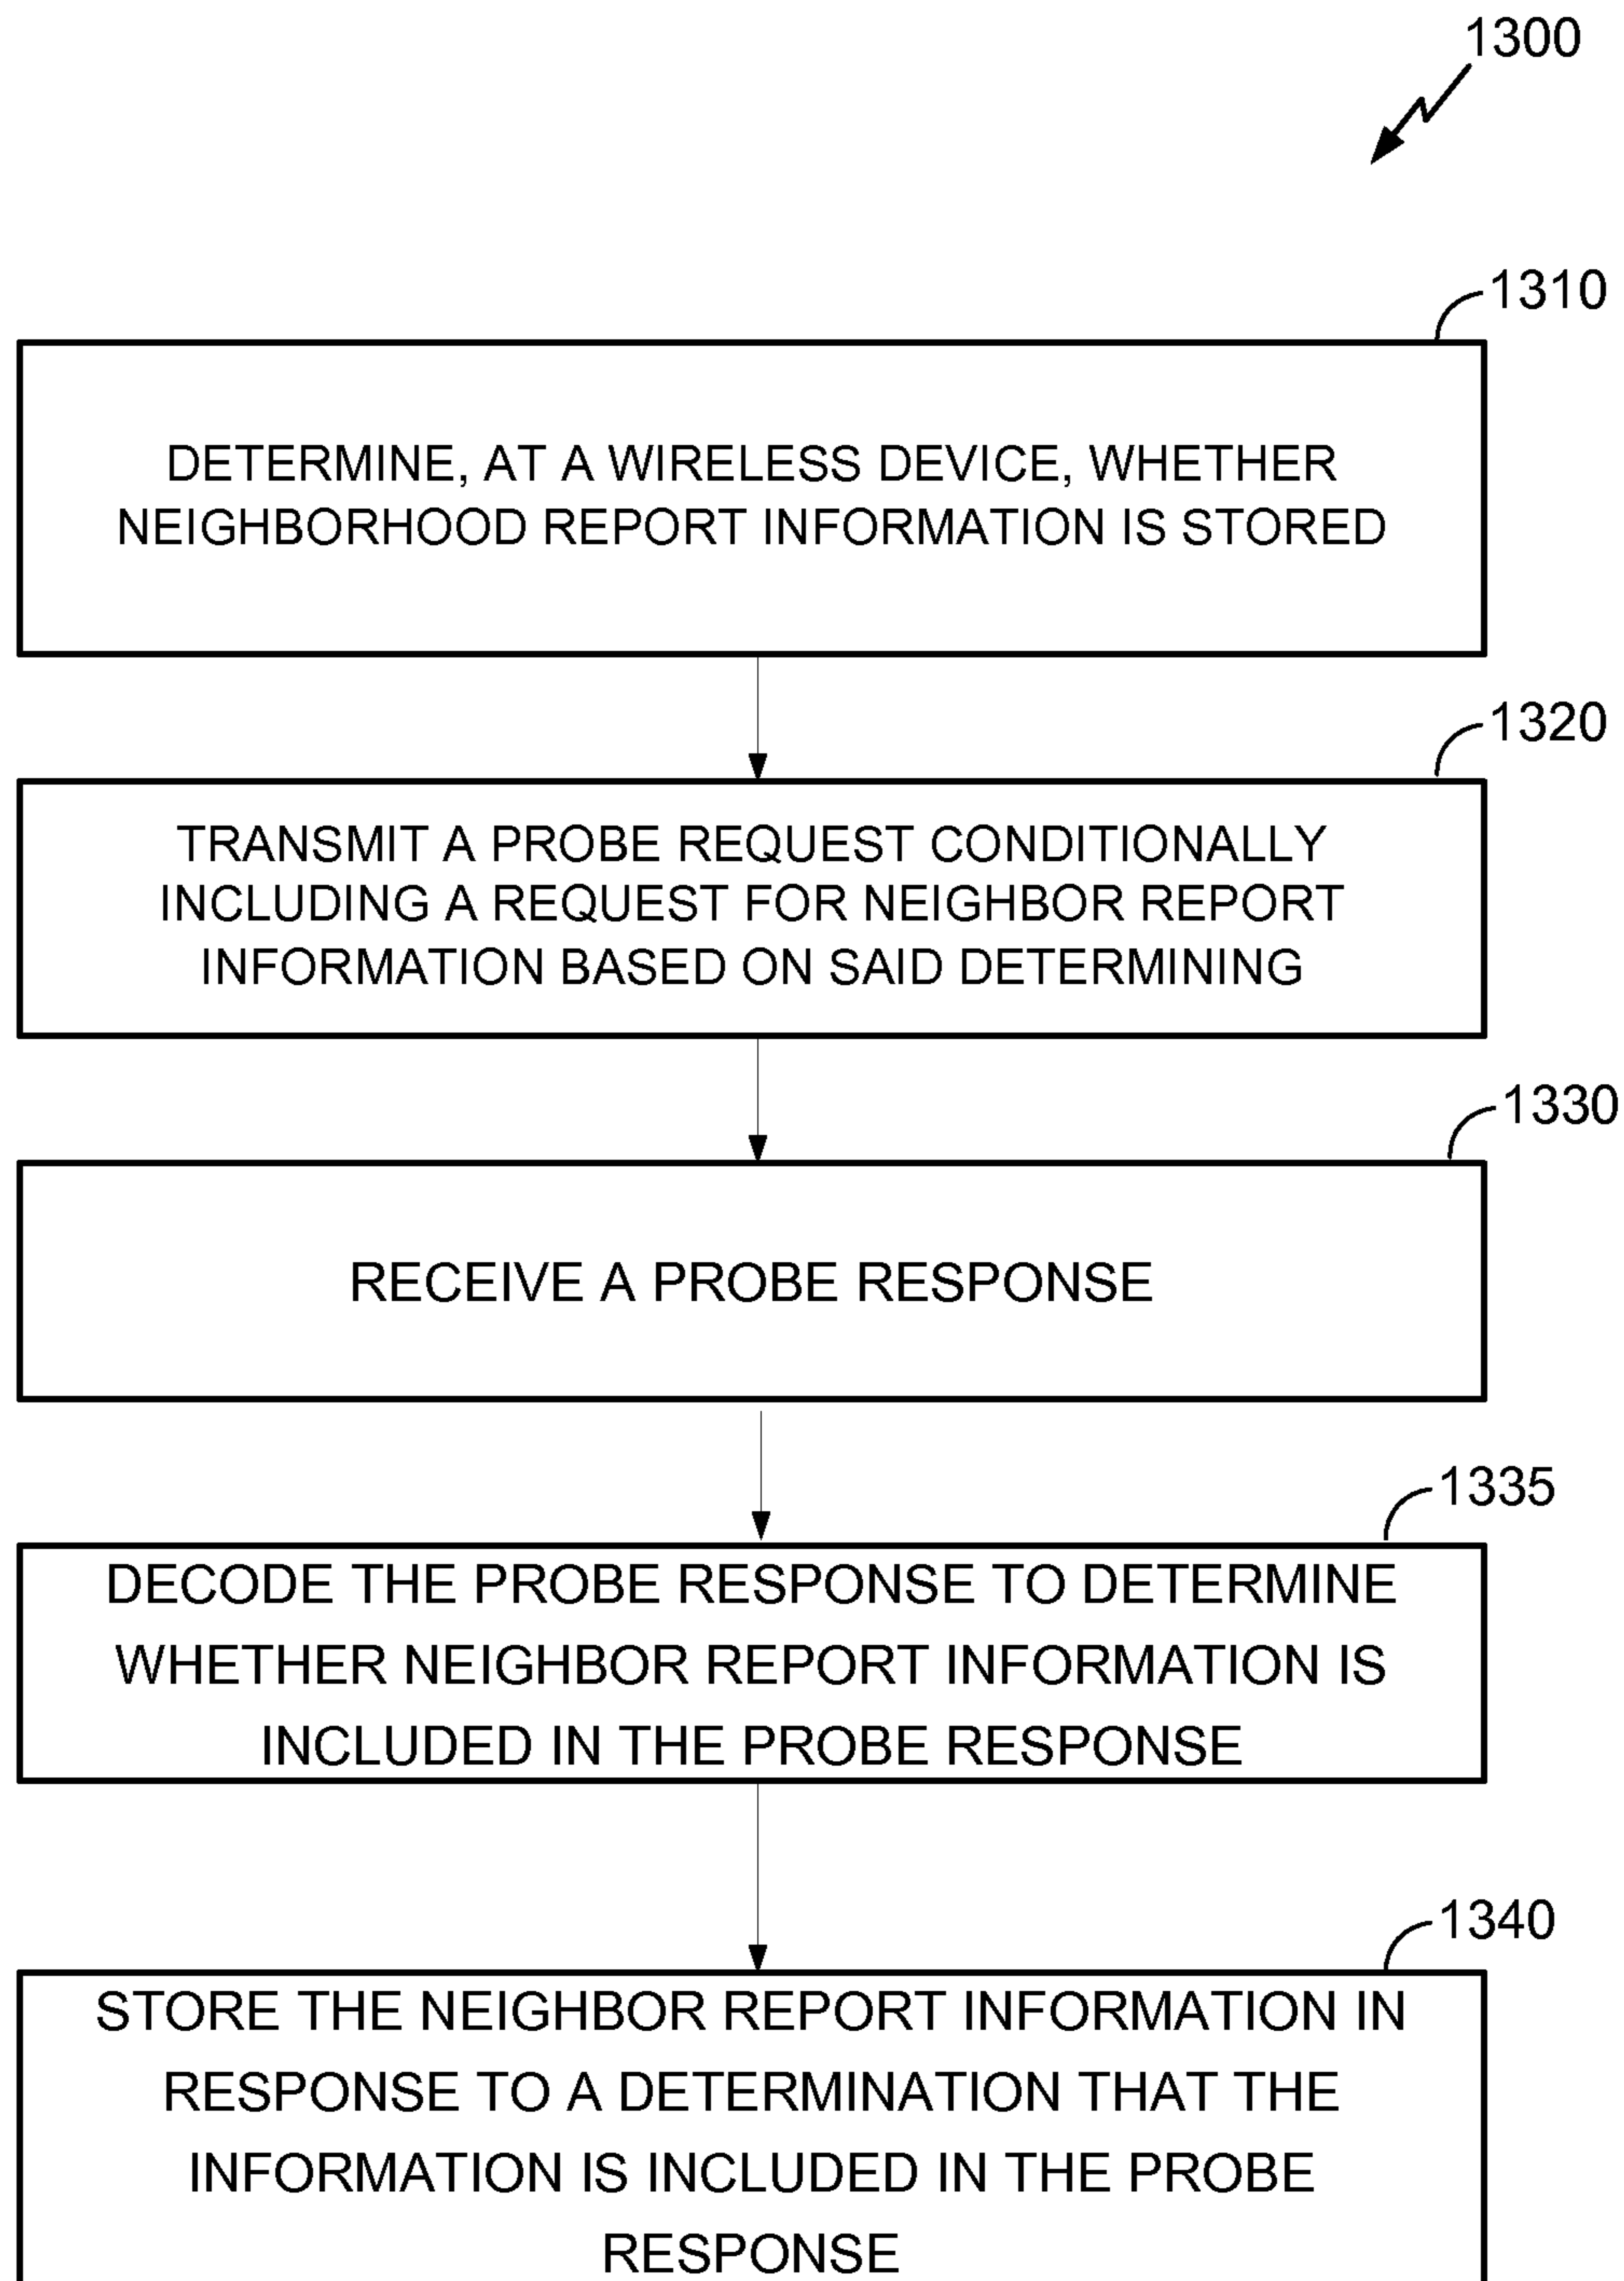 1300
1310
DETERMINE, AT A WIRELESS DEVICE, WHETHER
NEIGHBORHOOD REPORT INFORMATION IS STORED
1320
TRANSMIT A PROBE REQUEST CONDITIONALLY
INCLUDING A REQUEST FOR NEIGHBOR REPORT
INFORMATION BASED ON SAID DETERMINING
1330
RECEIVE A PROBE RESPONSE
1335
DECODE THE PROBE RESPONSE TO DETERMINE
WHETHER NEIGHBOR REPORT INFORMATION IS
INCLUDED IN THE PROBE RESPONSE
1340
STORE THE NEIGHBOR REPORT INFORMATION IN
RESPONSE TO A DETERMINATION THAT THE
INFORMATION IS INCLUDED IN THE PROBE
RESPONSE